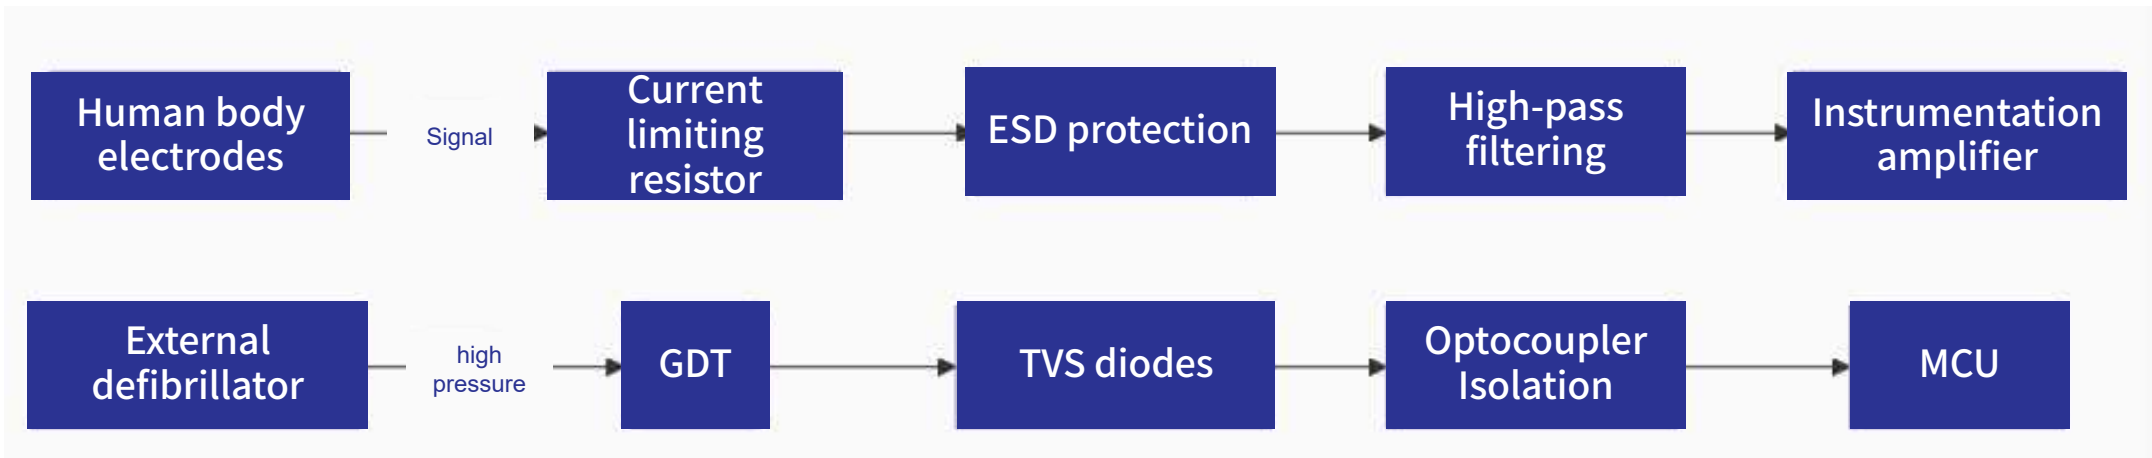 Human body
electrodes
Signal
Current
limiting
resistor
ESD protection
High-pass
filtering
Instrumentation
amplifier
External
defibrillator
high
pressure
GDT
TVS diodes
Optocoupler
Isolation
MCU